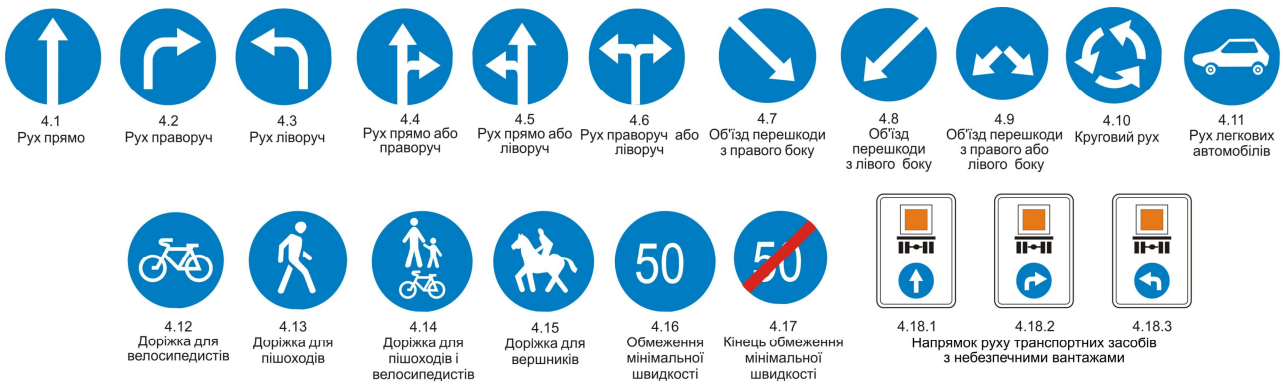 4.1
Рух прямо
4.2
Рух праворуч
4.3
Рух ліворуч
4.4
Рух прямо або
праворуч
4.5
Рух прямо або
ліворуч
4.6
Рух праворуч або
ліворуч
4.7
Об'їзд перешкоди
з правого боку
4.8
Об'їзд
перешкоди
з лівого боку
4.9
Об'їзд перешкоди
з правого або
лівого боку
4.10
Круговий рух
4.11
Рух легкових
автомобілів
4.12
Доріжка для
велосипедистів
4.13
Доріжка для
пішоходів
4.14
Доріжка для
пішоходів і
велосипедистів
4.15
Доріжка для
вершників
50
4.16
Обмеження
мінімальної
швидкості
50
4.17
Кінець обмеження
мінімальної
швидкості
4.18.1
4.18.2
4.18.3
Напрямок руху транспортних засобів
з небезпечними вантажами